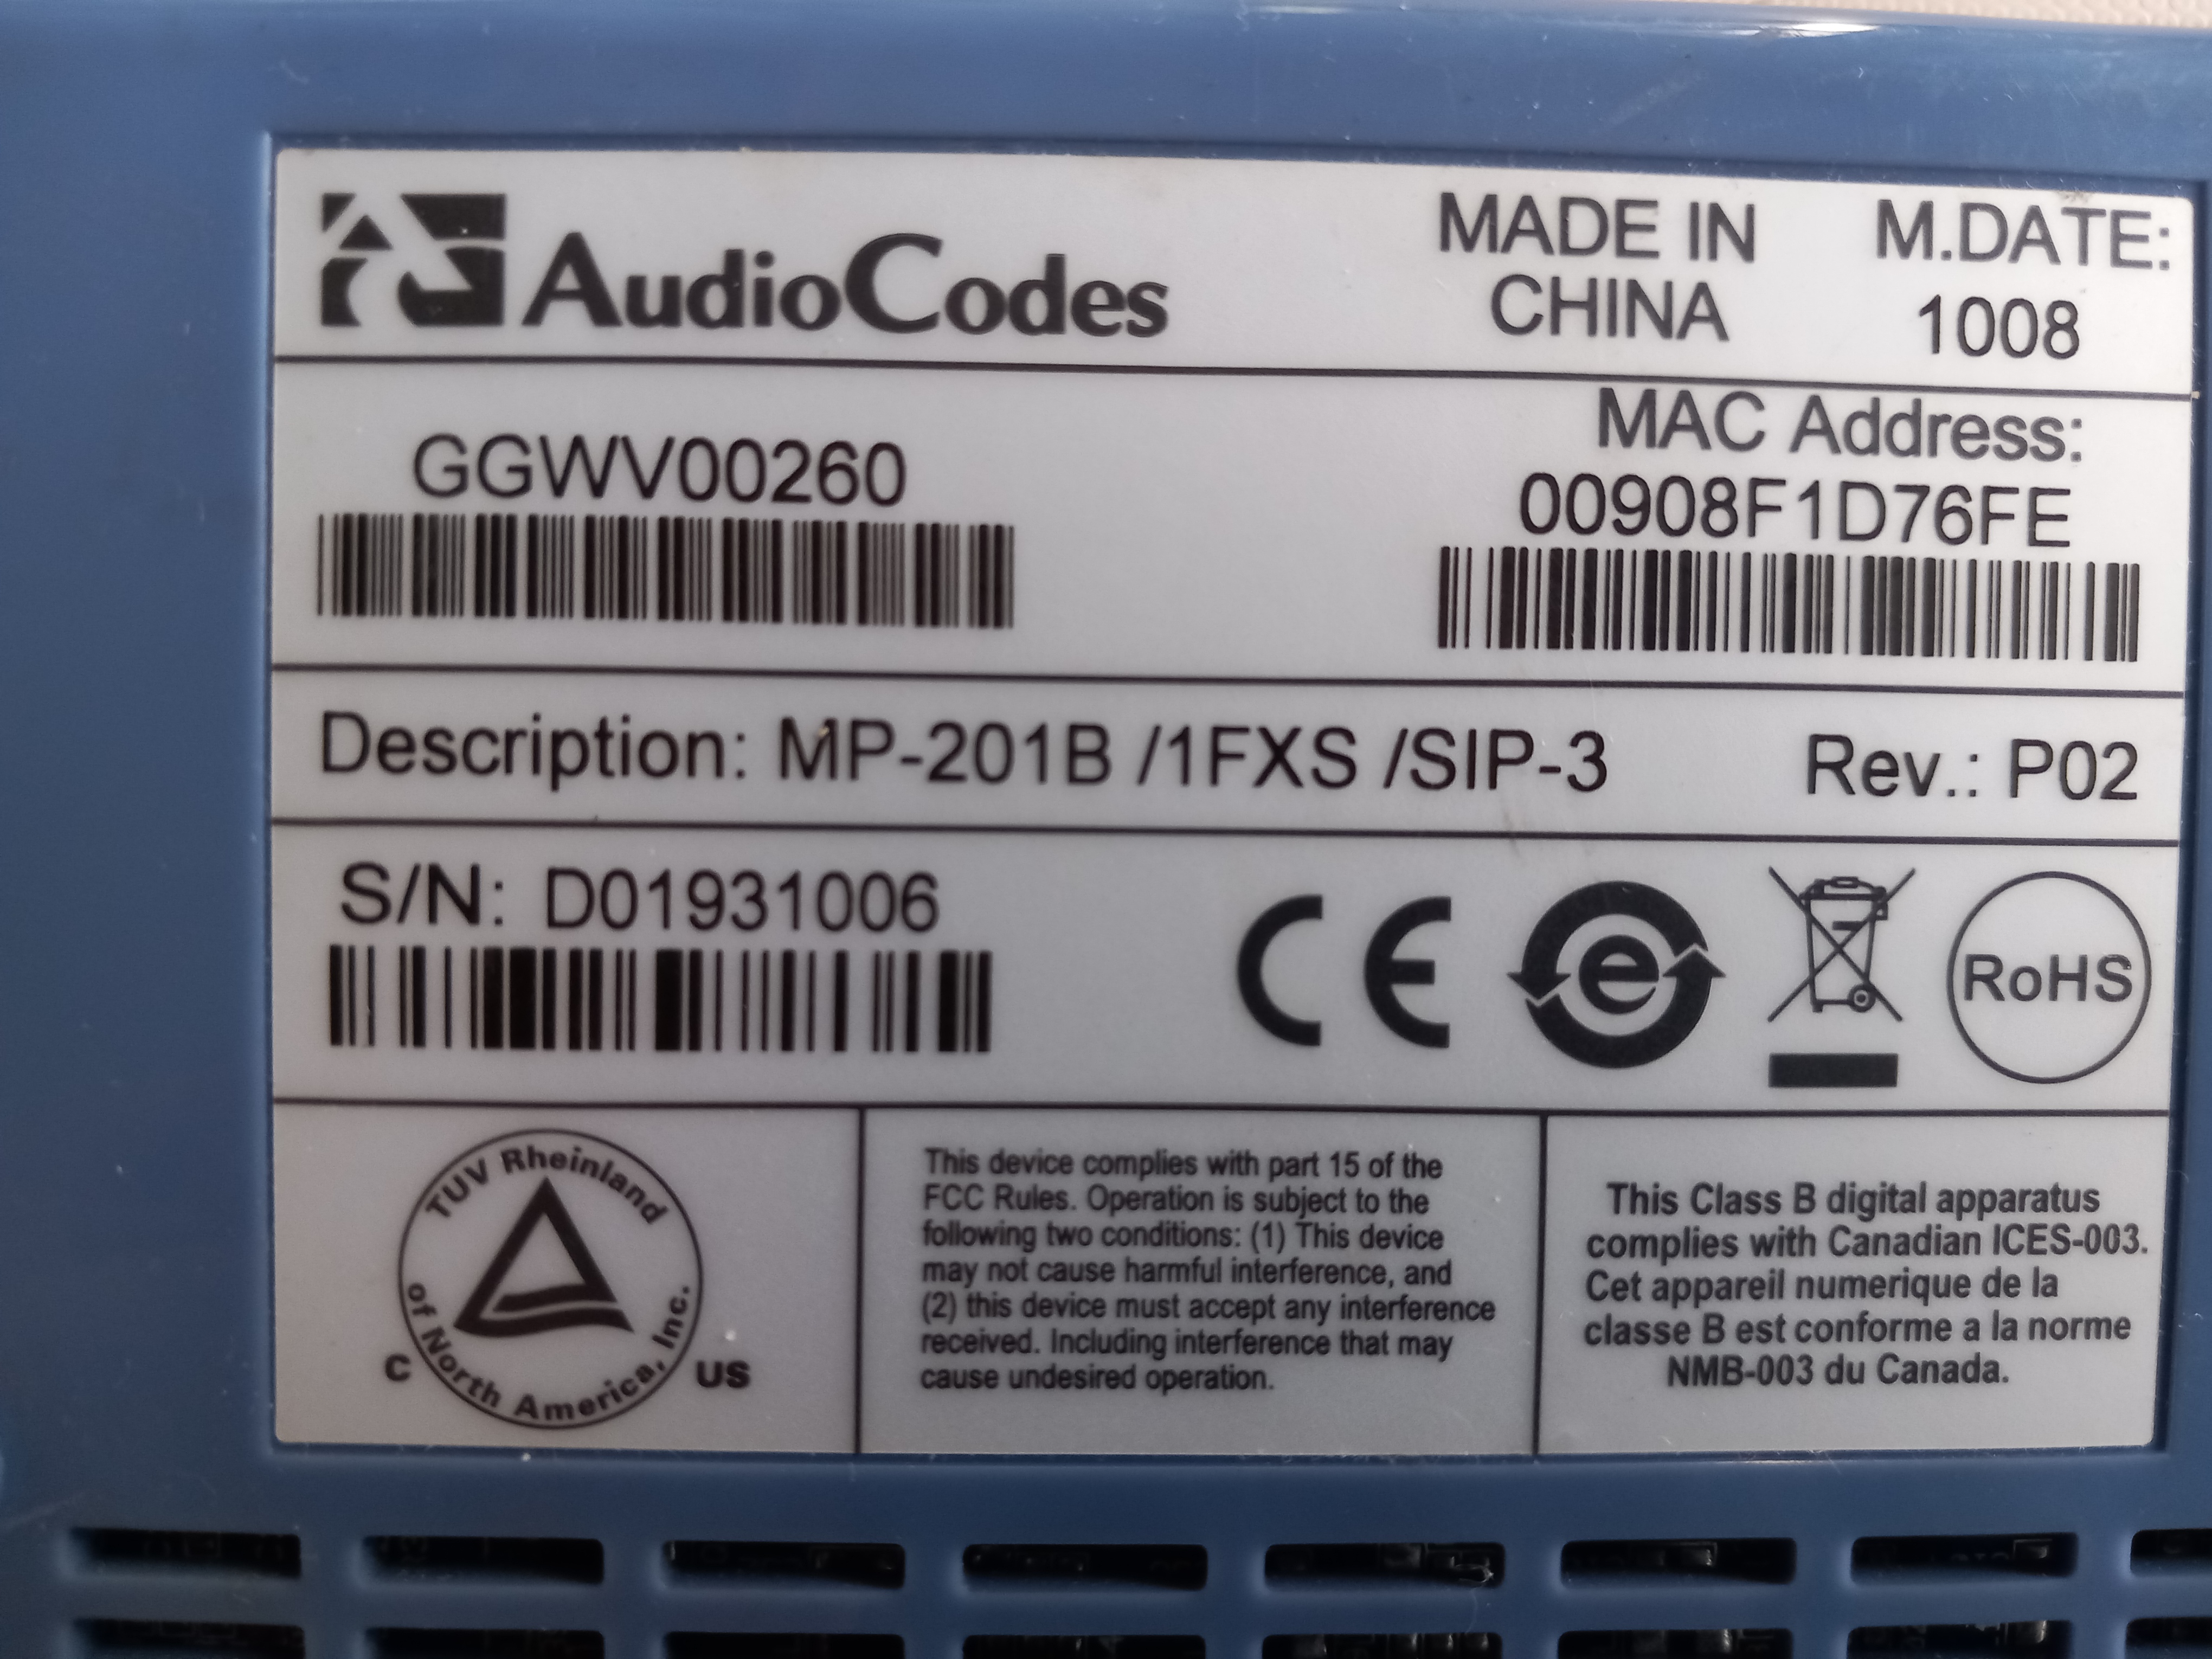 AudioCodes
MADE IN
CHINA
M.DATE:
1008
GGWV00260
MAC Address:
00908F1D76FE
Description: MP-201B /1FXS /SIP-3
Rev.: P02
S/N: D01931006
CE
e
RoHS
TUV Rheinland
of North America, Inc.
C
US
This device complies with part 15 of the
FCC Rules. Operation is subject to the
following two conditions: (1) This device
may not cause harmful interference, and
(2) this device must accept any interference
received. Including interference that may
cause undesired operation.
This Class B digital apparatus
complies with Canadian ICES-003.
Cet appareil numerique de la
classe B est conforme a la norme
NMB-003 du Canada.